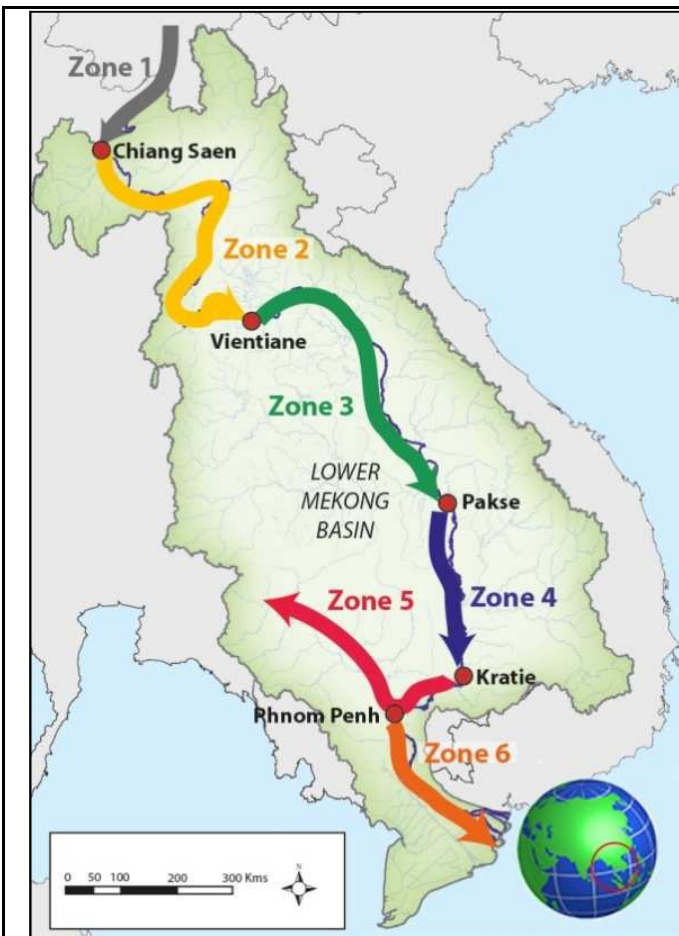 Zone 1
Chiang Saen
Zone 2
Vientiane
Zone 3
LOWER
MEKONG
BASIN
Pakse
Zone 5
Zone 4
Kratie
Phnom Penh
Zone 6
N
0 50 100 200 300 Kms